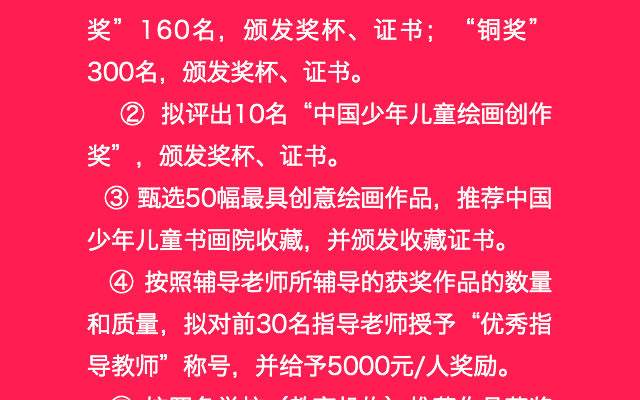 奖”160名，颁发奖杯、证书；“铜奖”
300名，颁发奖杯、证书。
② 拟评出10名“中国少年儿童绘画创作
奖”，颁发奖杯、证书。
③ 甄选50幅最具创意绘画作品，推荐中国
少年儿童书画院收藏，并颁发收藏证书。
④ 按照辅导老师所辅导的获奖作品的数量
和质量，拟对前30名指导老师授予“优秀指
导教师”称号，并给予5000元/人奖励。